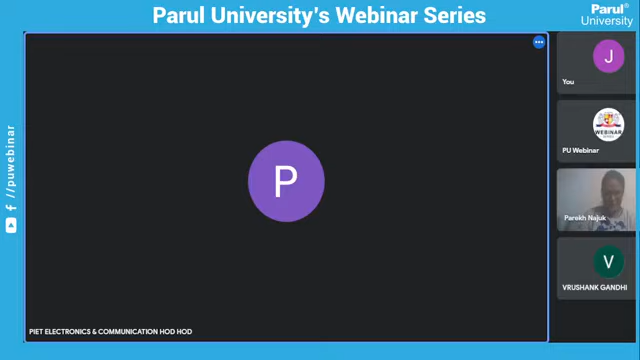 Parul University's Webinar Series
Parul®
University
J
You
WEBINAR
SERIES
PU Webinar
P
Parekh Najuk
V
VRUSHANK GANDHI
PIET ELECTRONICS & COMMUNICATION HOD HOD
//puwebinar